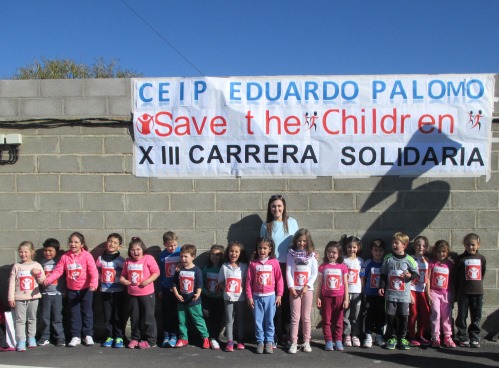 CEIP EDUARDO PALOMO
Save the Children
XIII CARRERA SOLIDARIA